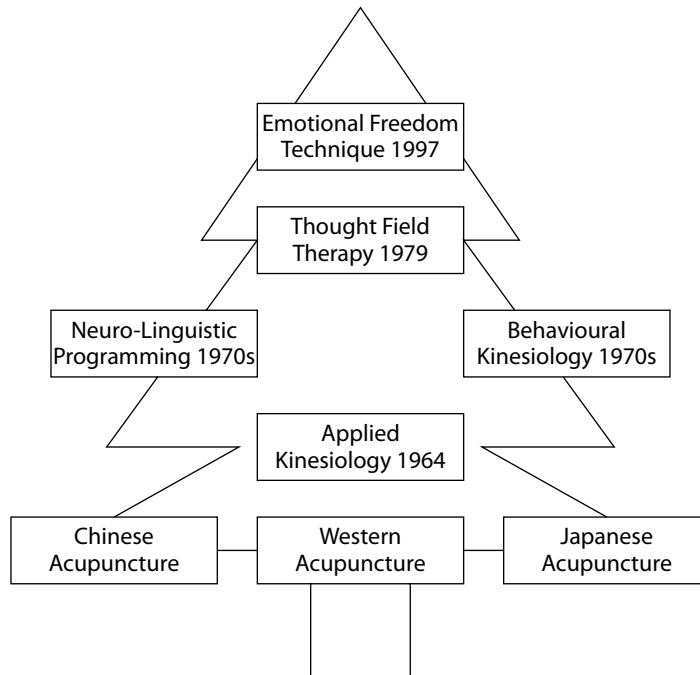 Emotional Freedom
Technique 1997
Thought Field
Therapy 1979
Neuro-Linguistic
Programming 1970s
Behavioural
Kinesiology 1970s
Applied
Kinesiology 1964
Chinese
Acupuncture
Western
Acupuncture
Japanese
Acupuncture